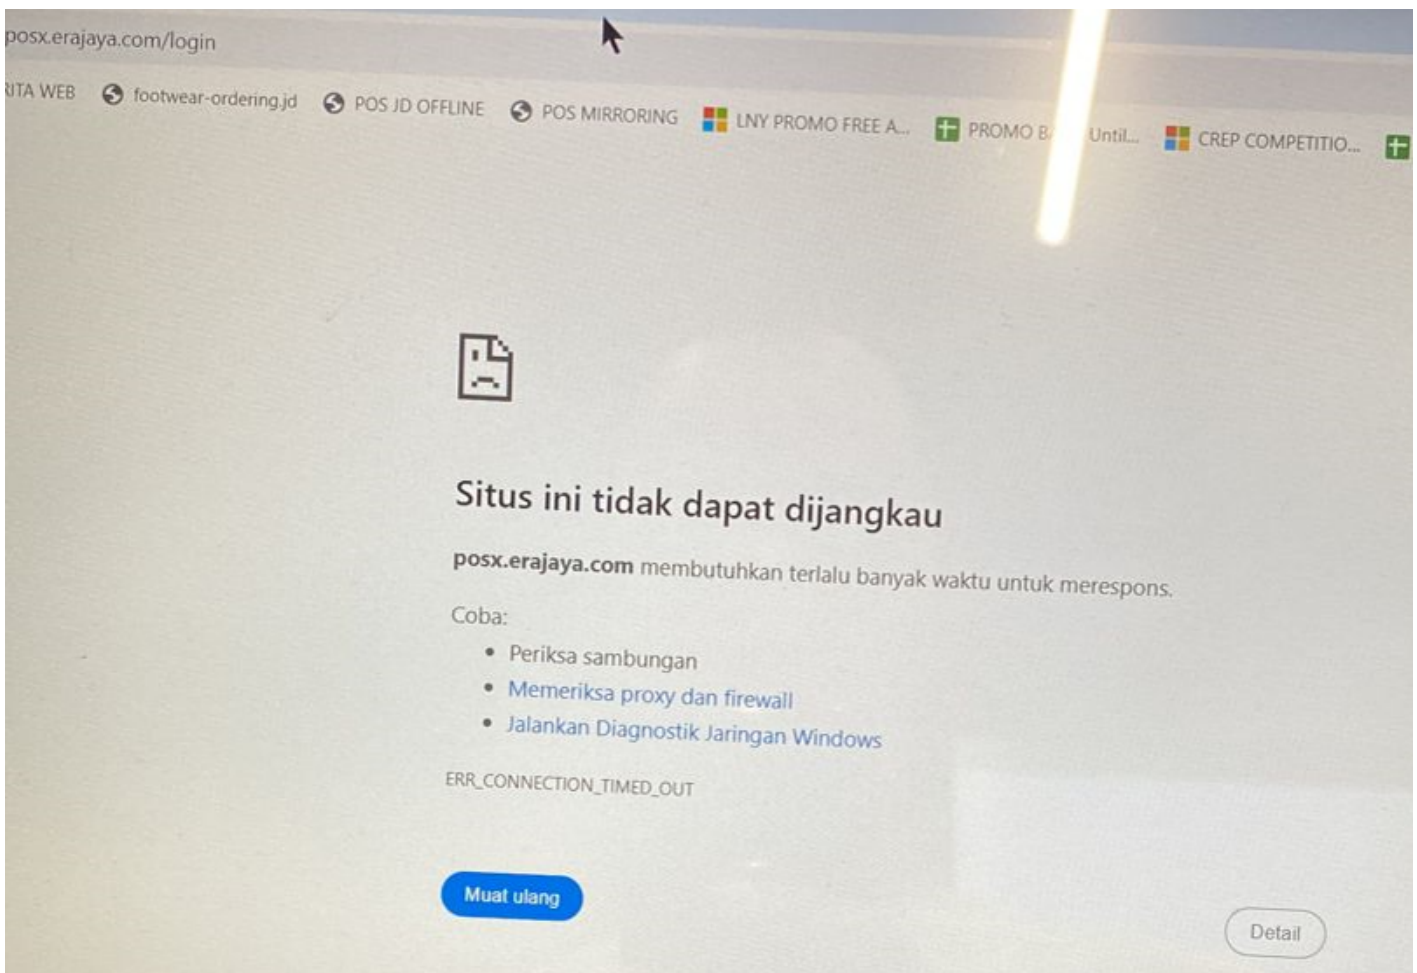 posx.erajaya.com/login
RITA WEB footwear-ordering.jd POS JD OFFLINE POS MIRRORING LNY PROMO FREE A... PROMO B Until... CREP COMPETITIO...
Situs ini tidak dapat dijangkau
posx.erajaya.com membutuhkan terlalu banyak waktu untuk merespons.
Coba:
• Periksa sambungan
• Memeriksa proxy dan firewall
• Jalankan Diagnostik Jaringan Windows
ERR_CONNECTION_TIMED_OUT
Muat ulang
Detail